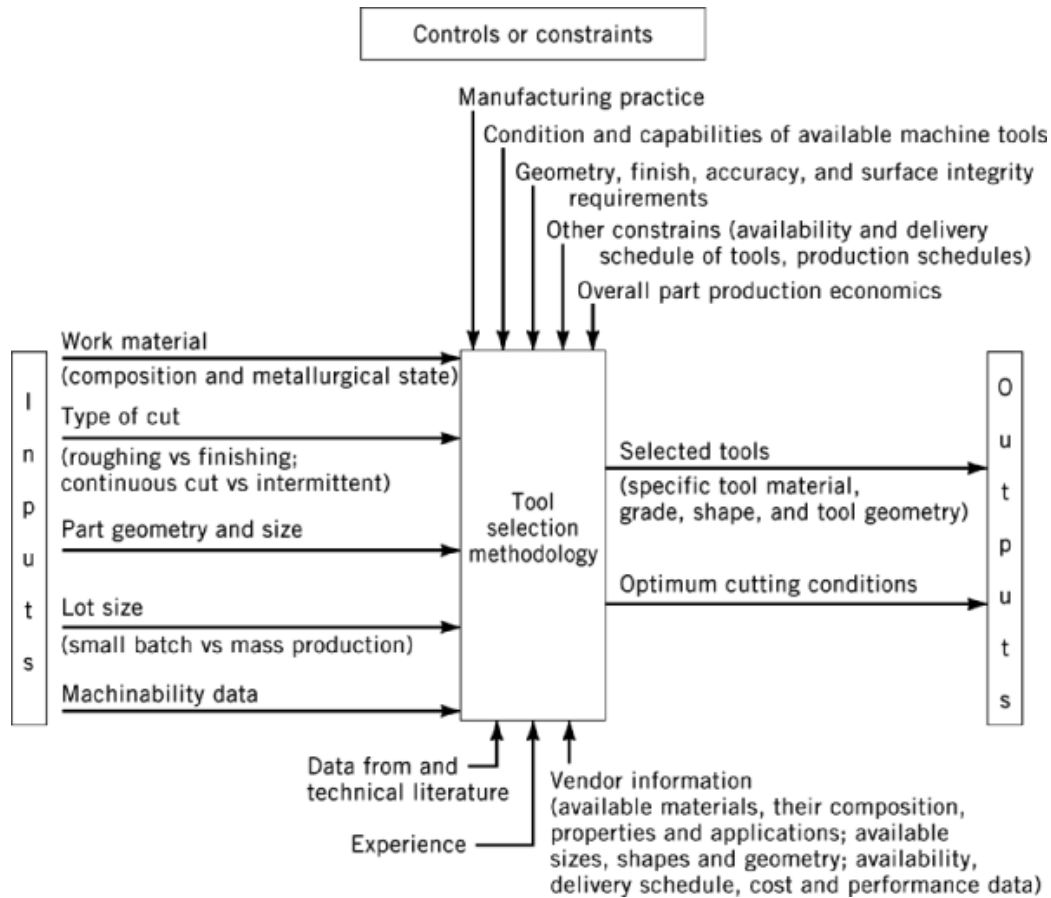 Controls or constraints
Manufacturing practice
Condition and capabilities of available machine tools
Geometry, finish, accuracy, and surface integrity
requirements
Other constrains (availability and delivery
schedule of tools, production schedules)
Overall part production economics
Inputs
Work material
(composition and metallurgical state)
Type of cut
(roughing vs finishing;
continuous cut vs intermittent)
Part geometry and size
Lot size
(small batch vs mass production)
Machinability data
Tool
selection
methodology
Selected tools
(specific tool material,
grade, shape, and tool geometry)
Optimum cutting conditions
Outputs
Data from and
technical literature
Experience
Vendor information
(available materials, their composition,
properties and applications; available
sizes, shapes and geometry; availability,
delivery schedule, cost and performance data)